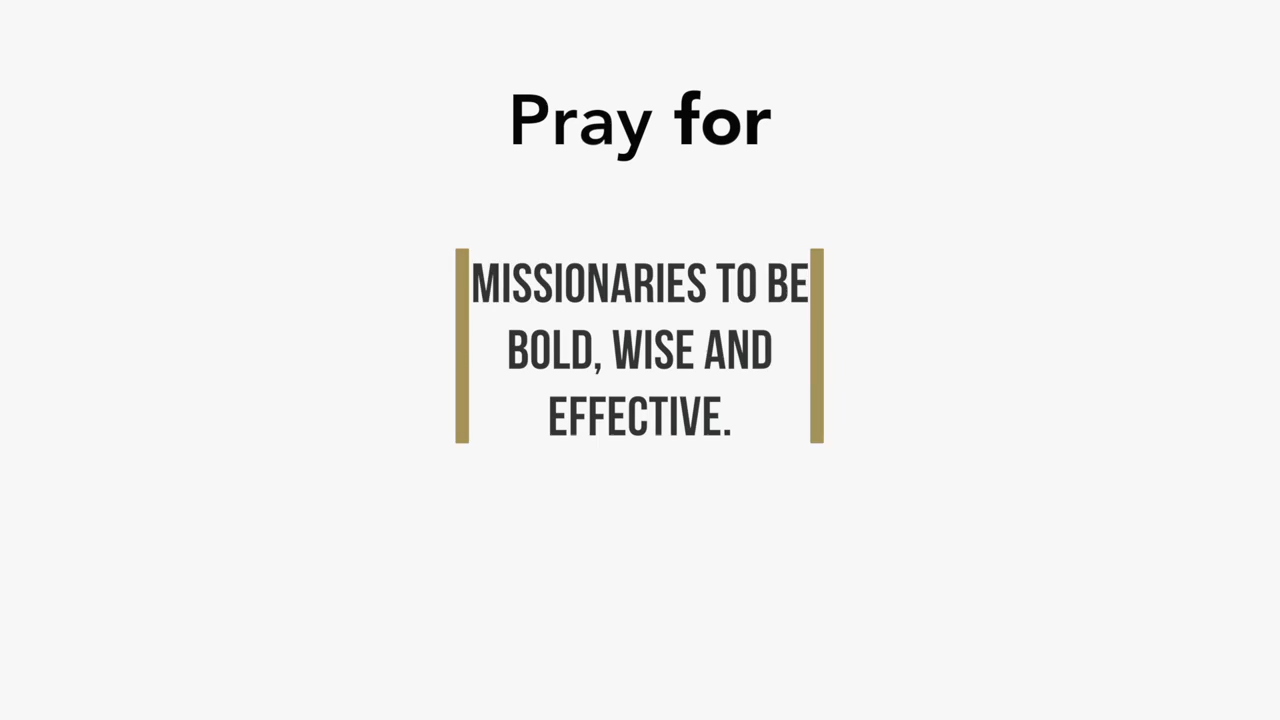 Pray for
MISSIONARIES TO BE
BOLD, WISE AND
EFFECTIVE.